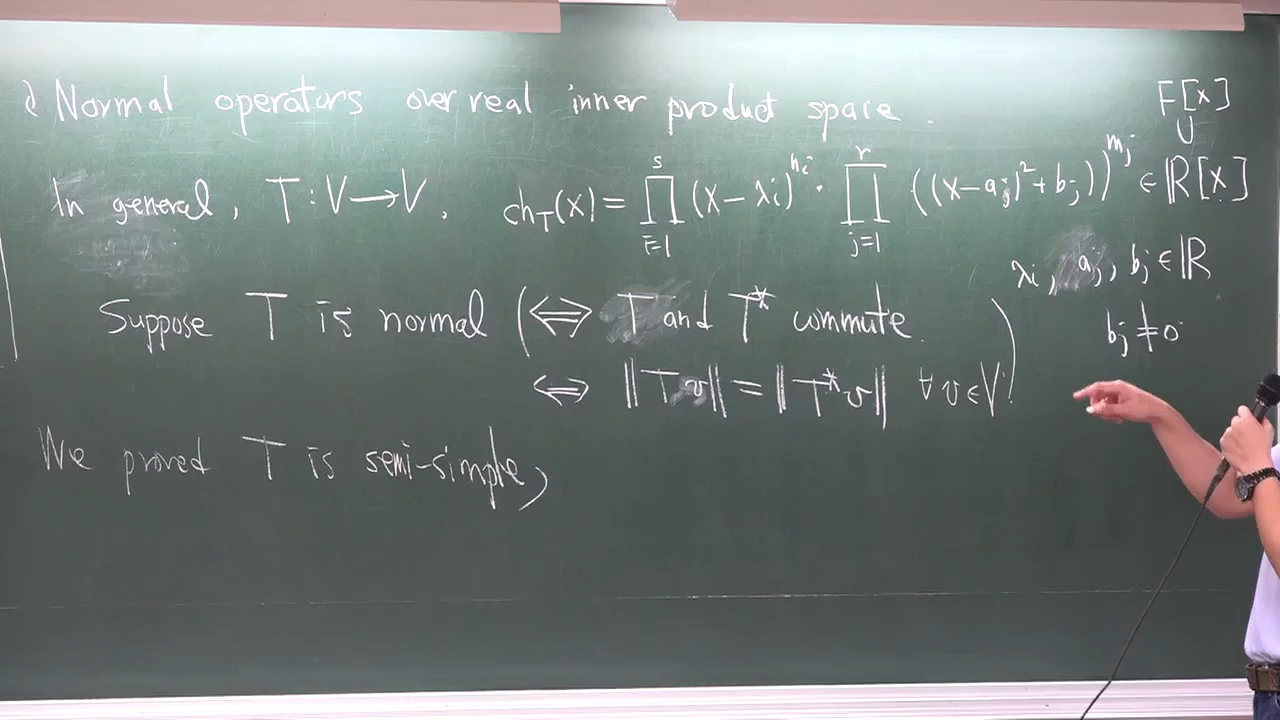 Normal operators over real inner product space.
F[x]
∪
In general, T: V → V. ch_T(x) = ∏_{i=1}^{s} (x-λ_i)^{n_i} · ∏_{j=1}^{r} ((x-a_j)^2+b_j))^{m_j} ∈ ℝ[x]
λ_i, a_j, b_j ∈ ℝ
Suppose T is normal (⟺ T and T* commute.
b_j ≠ 0
⟺ ||Tv|| = ||T*v|| ∀ v ∈ V)
We proved T is semi-simple,